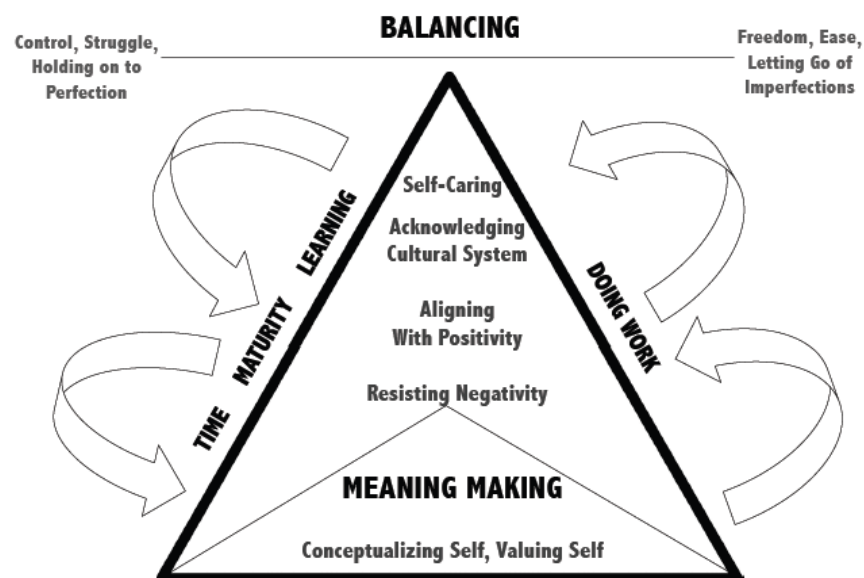 BALANCING
Control, Struggle,
Holding on to
Perfection
Freedom, Ease,
Letting Go of
Imperfections
Self-Caring
Acknowledging
Cultural System
Aligning
With Positivity
Resisting Negativity
TIME MATURITY LEARNING
DOING WORK
MEANING MAKING
Conceptualizing Self, Valuing Self